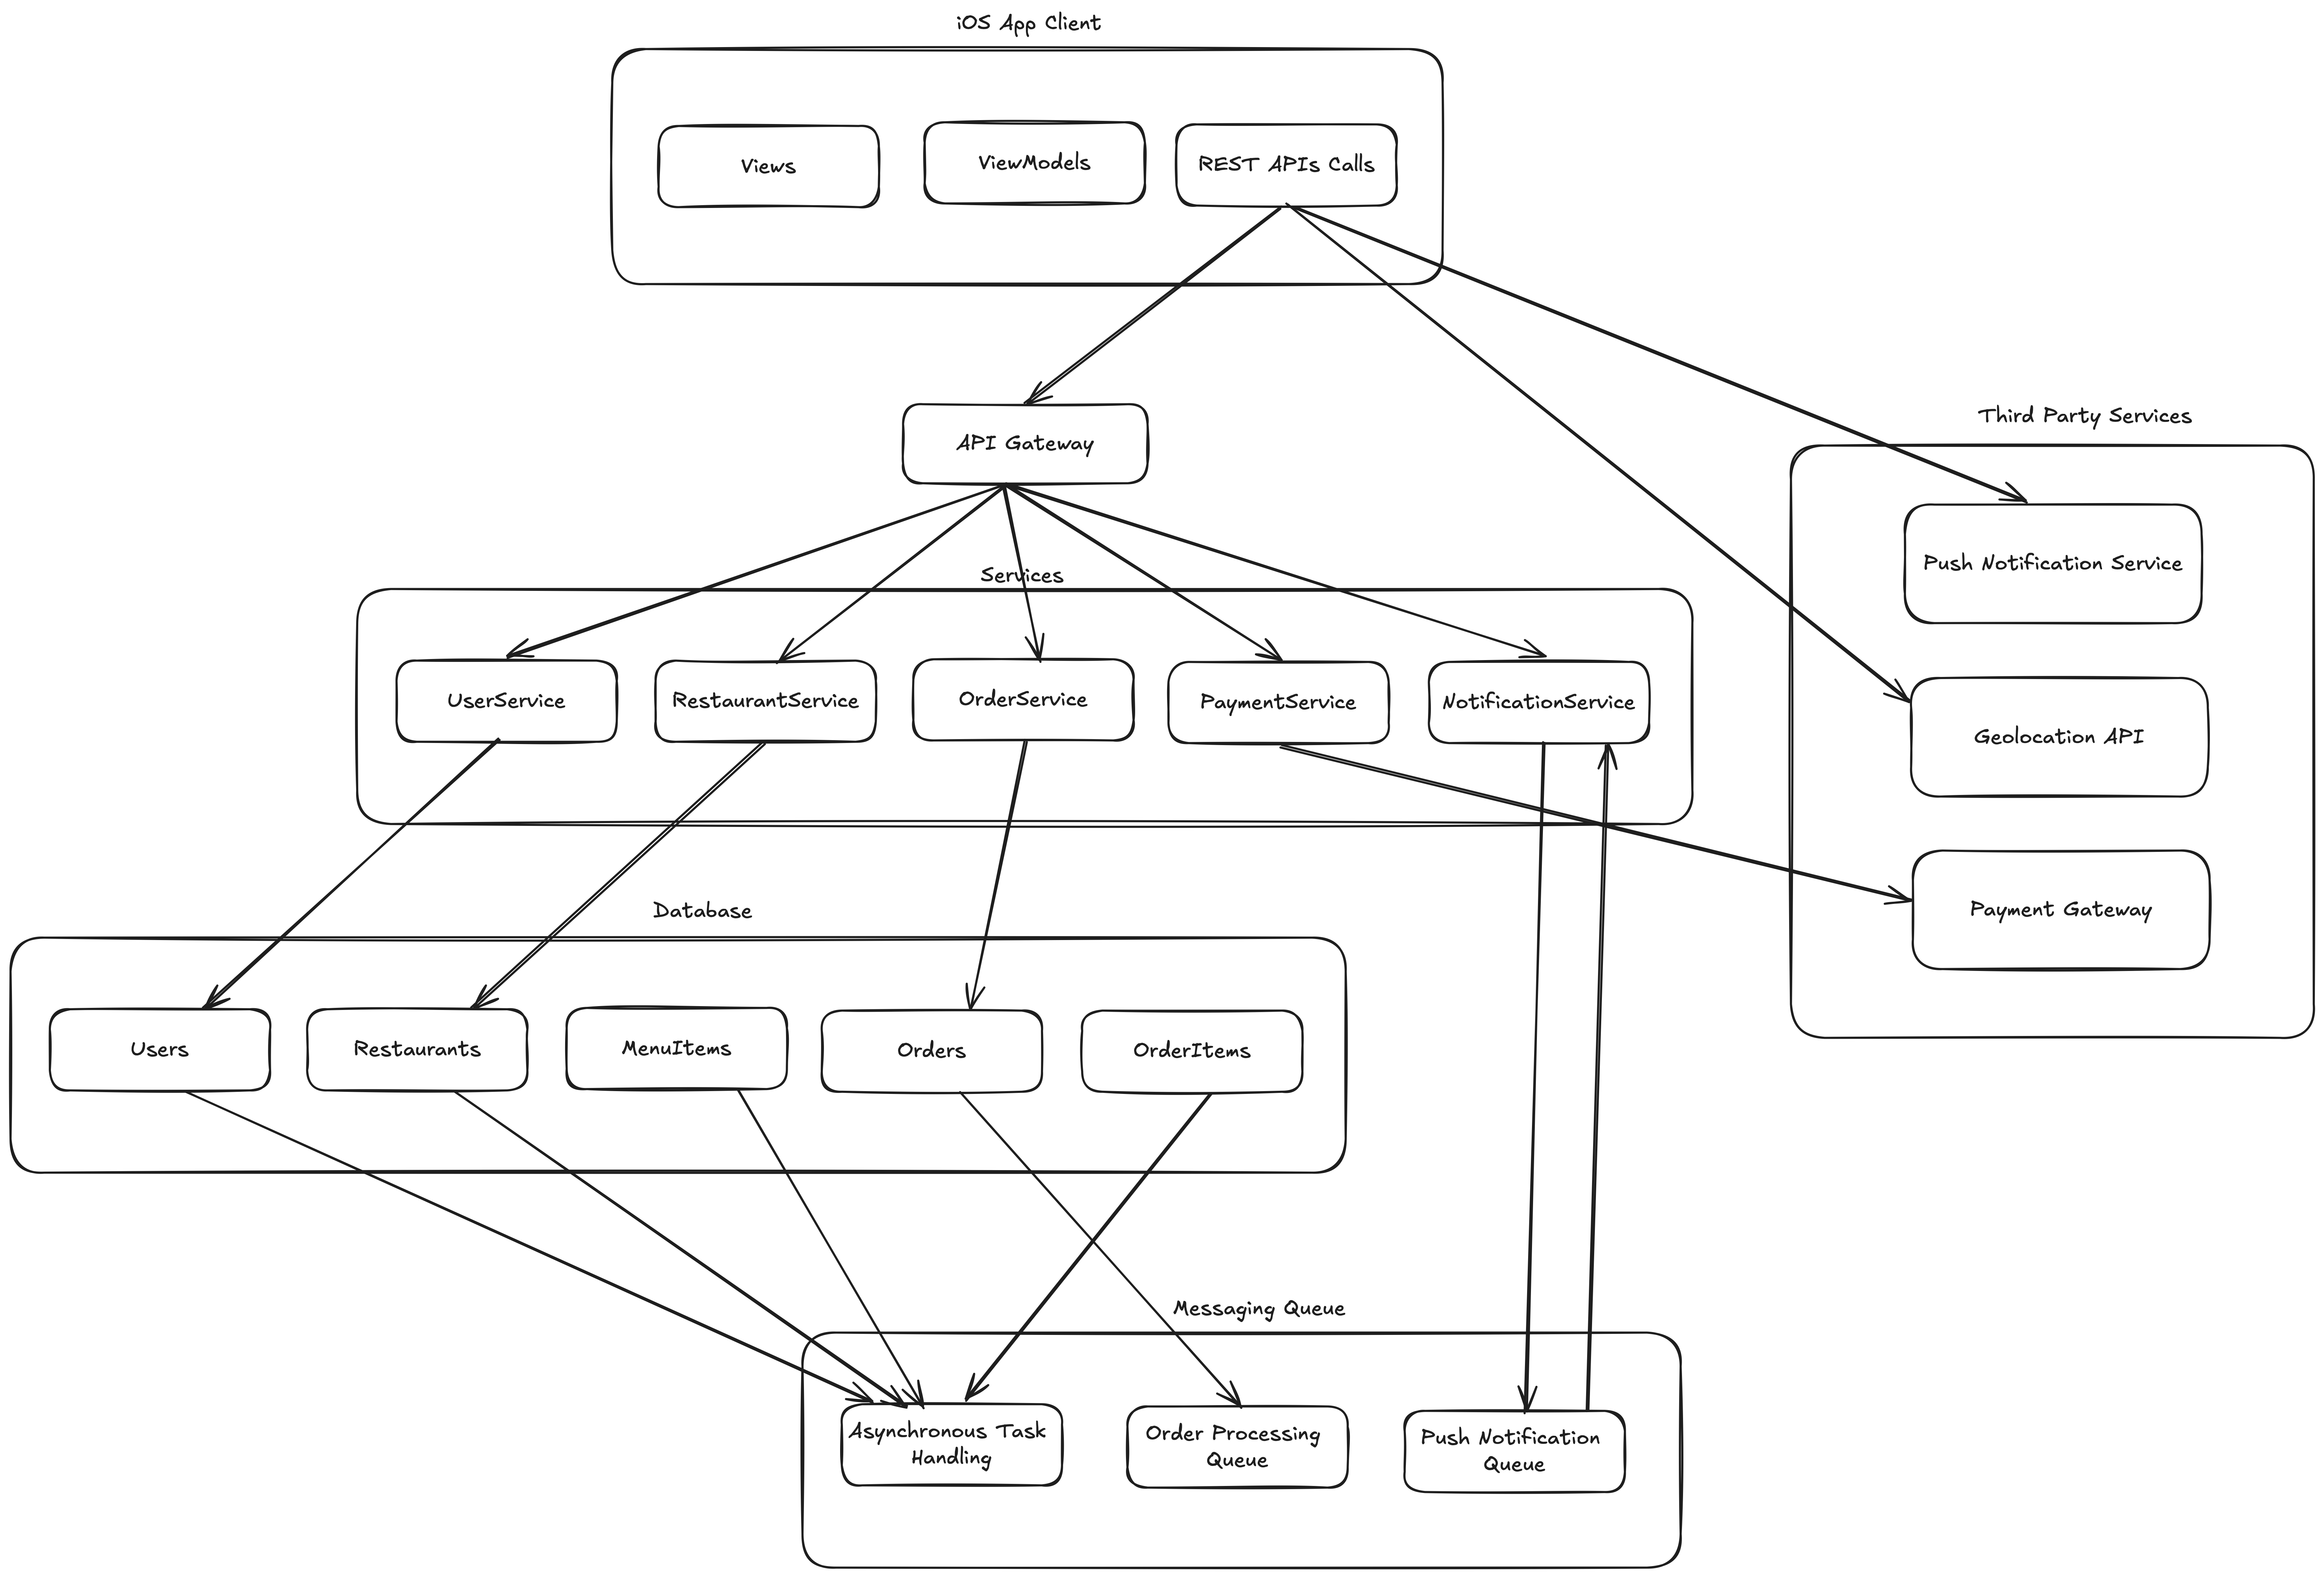 iOS App Client
Views
ViewModels
REST APIs Calls
API Gateway
Third Party Services
Push Notification Service
Geolocation API
Payment Gateway
Services
UserService
RestaurantService
OrderService
PaymentService
NotificationService
Database
Users
Restaurants
MenuItems
Orders
OrderItems
Messaging Queue
Asynchronous Task
Handling
Order Processing
Queue
Push Notification
Queue